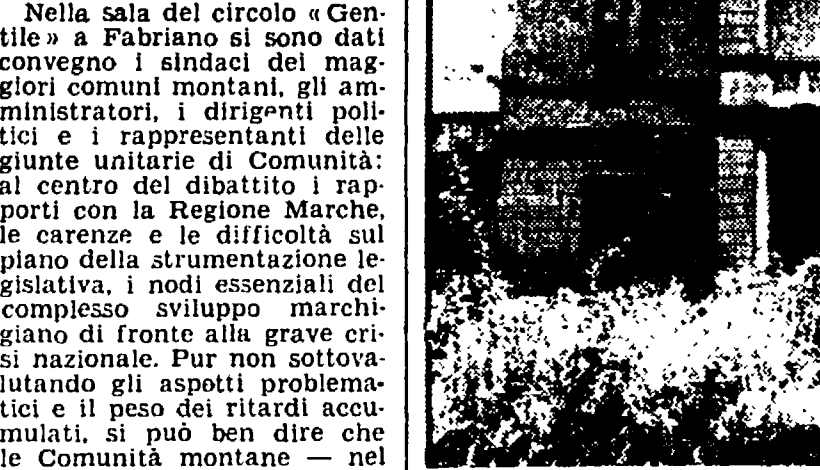 Nella sala del circolo «Gen-
tile» a Fabriano si sono dati
convegno i sindaci dei mag-
giori comuni montani, gli am-
ministratori, i dirigenti poli-
tici e i rappresentanti delle
giunte unitarie di Comunità:
al centro del dibattito i rap-
porti con la Regione Marche,
le carenze e le difficoltà sul
piano della strumentazione le-
gislativa, i nodi essenziali del
complesso sviluppo marchi-
giano di fronte alla grave cri-
si nazionale. Pur non sottova-
lutando gli aspetti problema-
tici e il peso dei ritardi accu-
mulati, si può ben dire che
le Comunità montane — nel